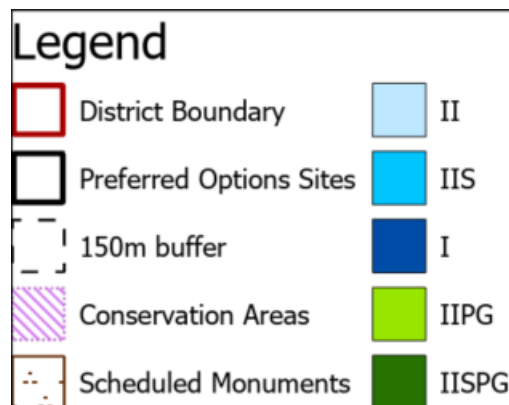 Legend
District Boundary
Preferred Options Sites
150m buffer
Conservation Areas
Scheduled Monuments
II
IIS
I
IIPG
IISPG